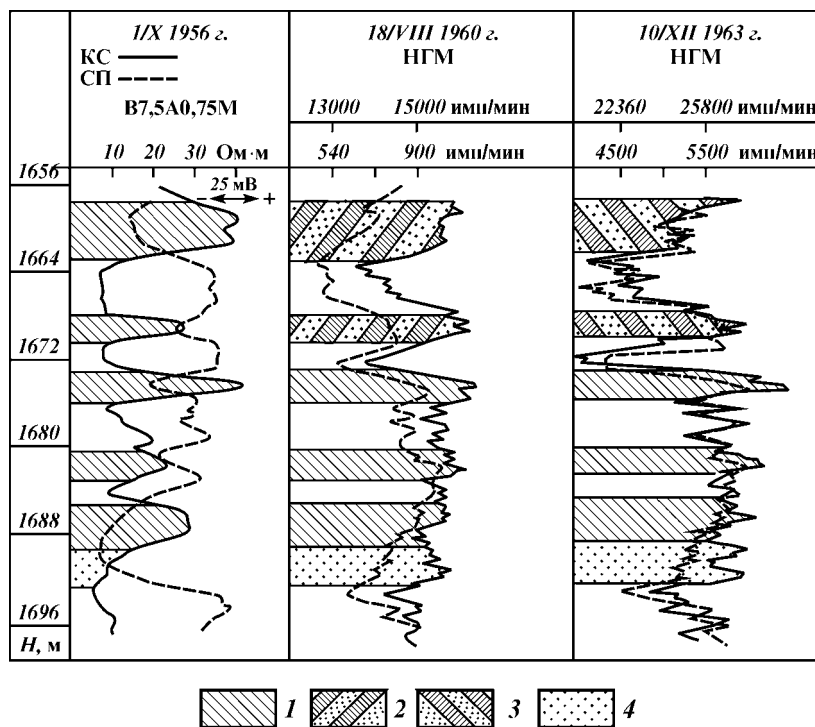 1/X 1956 г.
КС
СП
B7,5A0,75M
10 20 30 Ом·м
25 мВ
- +
18/VIII 1960 г.
НГМ
13000 15000 имп/мин
540 900 имп/мин
10/XII 1963 г.
НГМ
22360 25800 имп/мин
4500 5500 имп/мин
1656
1664
1672
1680
1688
1696
H, м
1 2 3 4